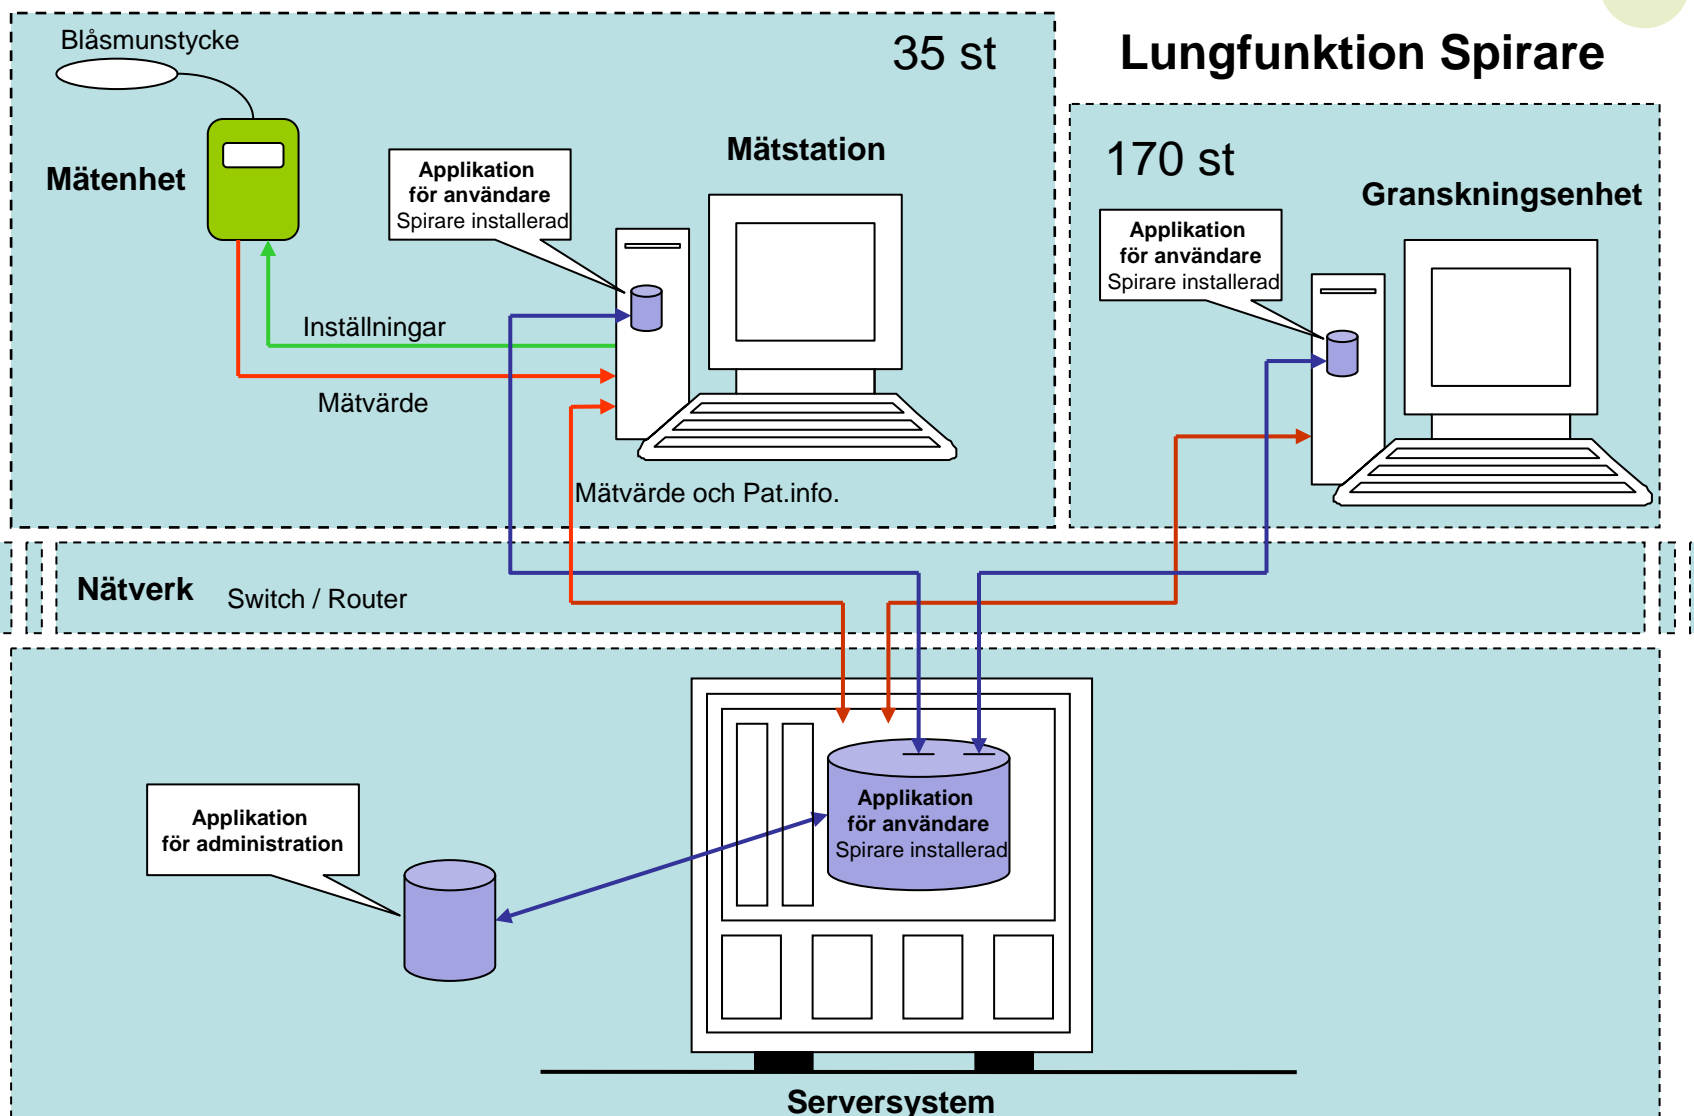 Lungfunktion Spirare
Blåsmunstycke
35 st
Mätenhet
Applikation
för användare
Spirare installerad
Mätstation
Inställningar
Mätvärde
Mätvärde och Pat.info.
170 st
Granskningsenhet
Applikation
för användare
Spirare installerad
Nätverk
Switch / Router
Applikation
för administration
Applikation
för användare
Spirare installerad
Serversystem